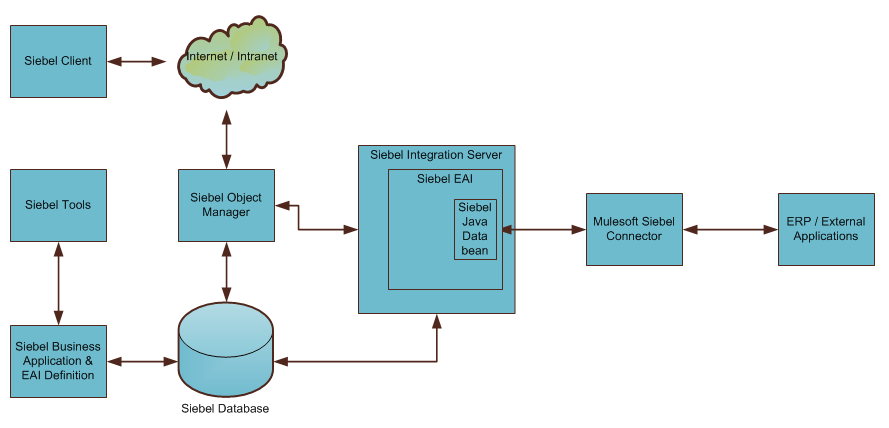 Siebel Client
Internet / Intranet
Siebel Integration Server
Siebel EAI
Siebel Tools
Siebel Object
Manager
Siebel
Java
Data
bean
Mulesoft Siebel
Connector
ERP / External
Applications
Siebel Business
Application &
EAI Definition
Siebel Database